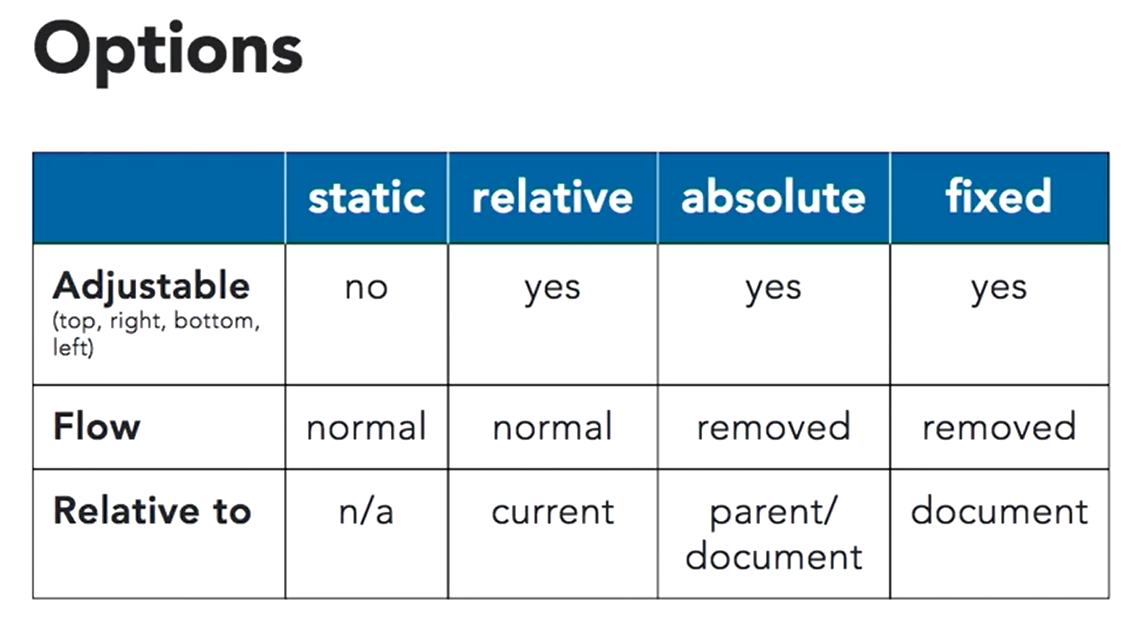 Options
static relative absolute fixed
Adjustable no yes yes yes
(top, right, bottom,
left)
Flow normal normal removed removed
Relative to n/a current parent/ document
document